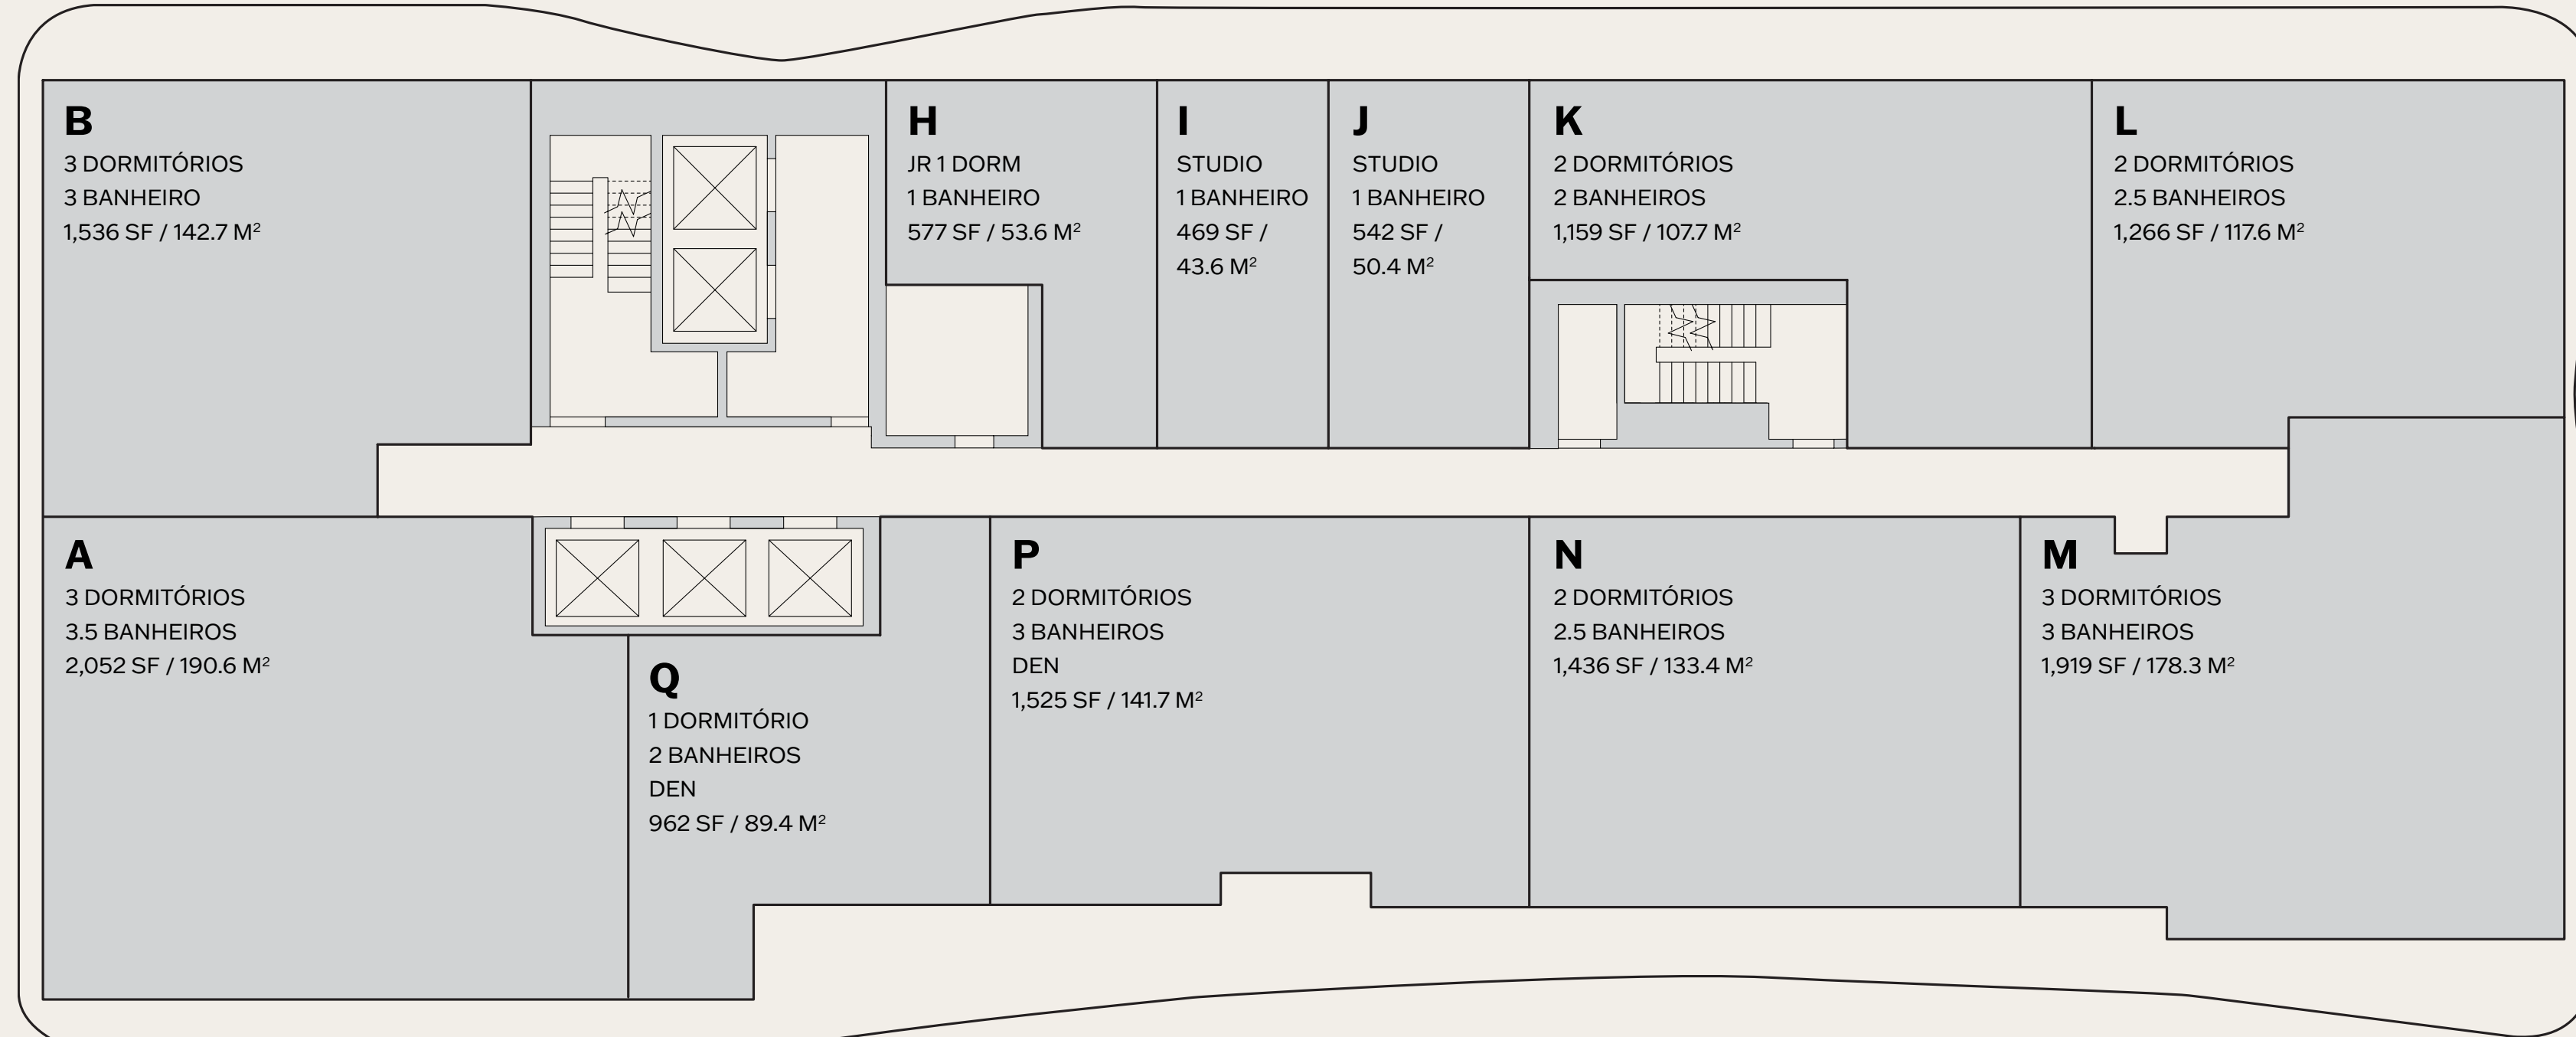 B
3 DORMITÓRIOS
3 BANHEIRO
1,536 SF / 142.7 M²
H
JR 1 DORM
1 BANHEIRO
577 SF / 53.6 M²
I
STUDIO
1 BANHEIRO
469 SF /
43.6 M²
J
STUDIO
1 BANHEIRO
542 SF /
50.4 M²
K
2 DORMITÓRIOS
2 BANHEIROS
1,159 SF / 107.7 M²
L
2 DORMITÓRIOS
2.5 BANHEIROS
1,266 SF / 117.6 M²
A
3 DORMITÓRIOS
3.5 BANHEIROS
2,052 SF / 190.6 M²
Q
1 DORMITÓRIO
2 BANHEIROS
DEN
962 SF / 89.4 M²
P
2 DORMITÓRIOS
3 BANHEIROS
DEN
1,525 SF / 141.7 M²
N
2 DORMITÓRIOS
2.5 BANHEIROS
1,436 SF / 133.4 M²
M
3 DORMITÓRIOS
3 BANHEIROS
1,919 SF / 178.3 M²